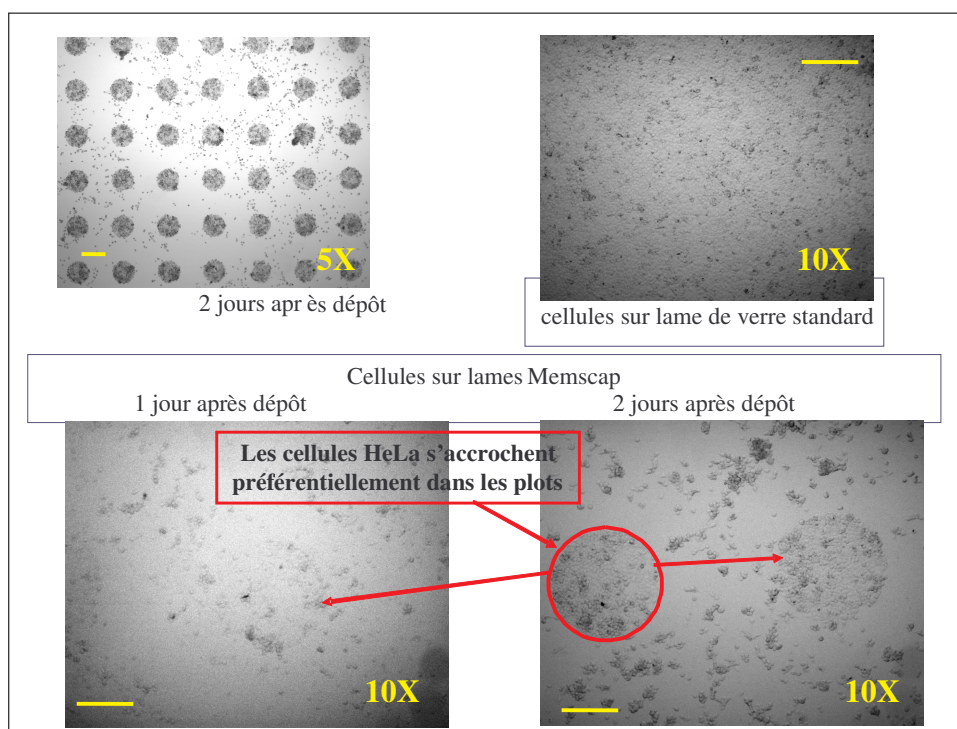 5X
2 jours apr ès dépôt
10X
cellules sur lame de verre standard
Cellules sur lames Memscap
1 jour après dépôt
2 jours après dépôt
Les cellules HeLa s'accrochent
préférentiellement dans les plots
10X
10X